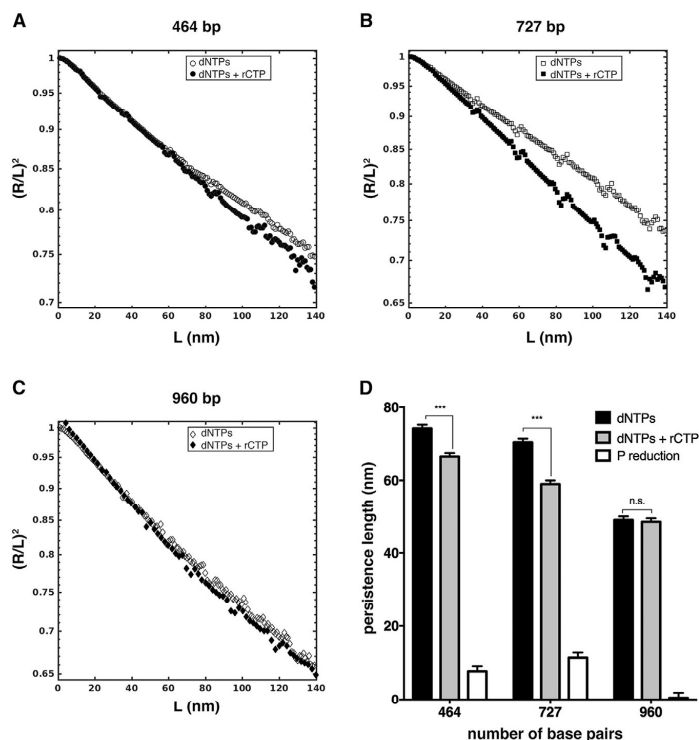 A
464 bp
dNTPs
dNTPs + rCTP
1
0.95
0.9
0.85
0.8
0.75
0.7
(R/L)²
0 20 40 60 80 100 120 140
L (nm)
B
727 bp
dNTPs
dNTPs + rCTP
1
0.95
0.9
0.85
0.8
0.75
0.7
0.65
(R/L)²
0 20 40 60 80 100 120 140
L (nm)
C
960 bp
dNTPs
dNTPs + rCTP
1
0.95
0.9
0.85
0.8
0.75
0.7
0.65
(R/L)²
0 20 40 60 80 100 120 140
L (nm)
D
80
60
40
20
0
persistence length (nm)
***
***
n.s.
dNTPs
dNTPs + rCTP
P reduction
464 727 960
number of base pairs